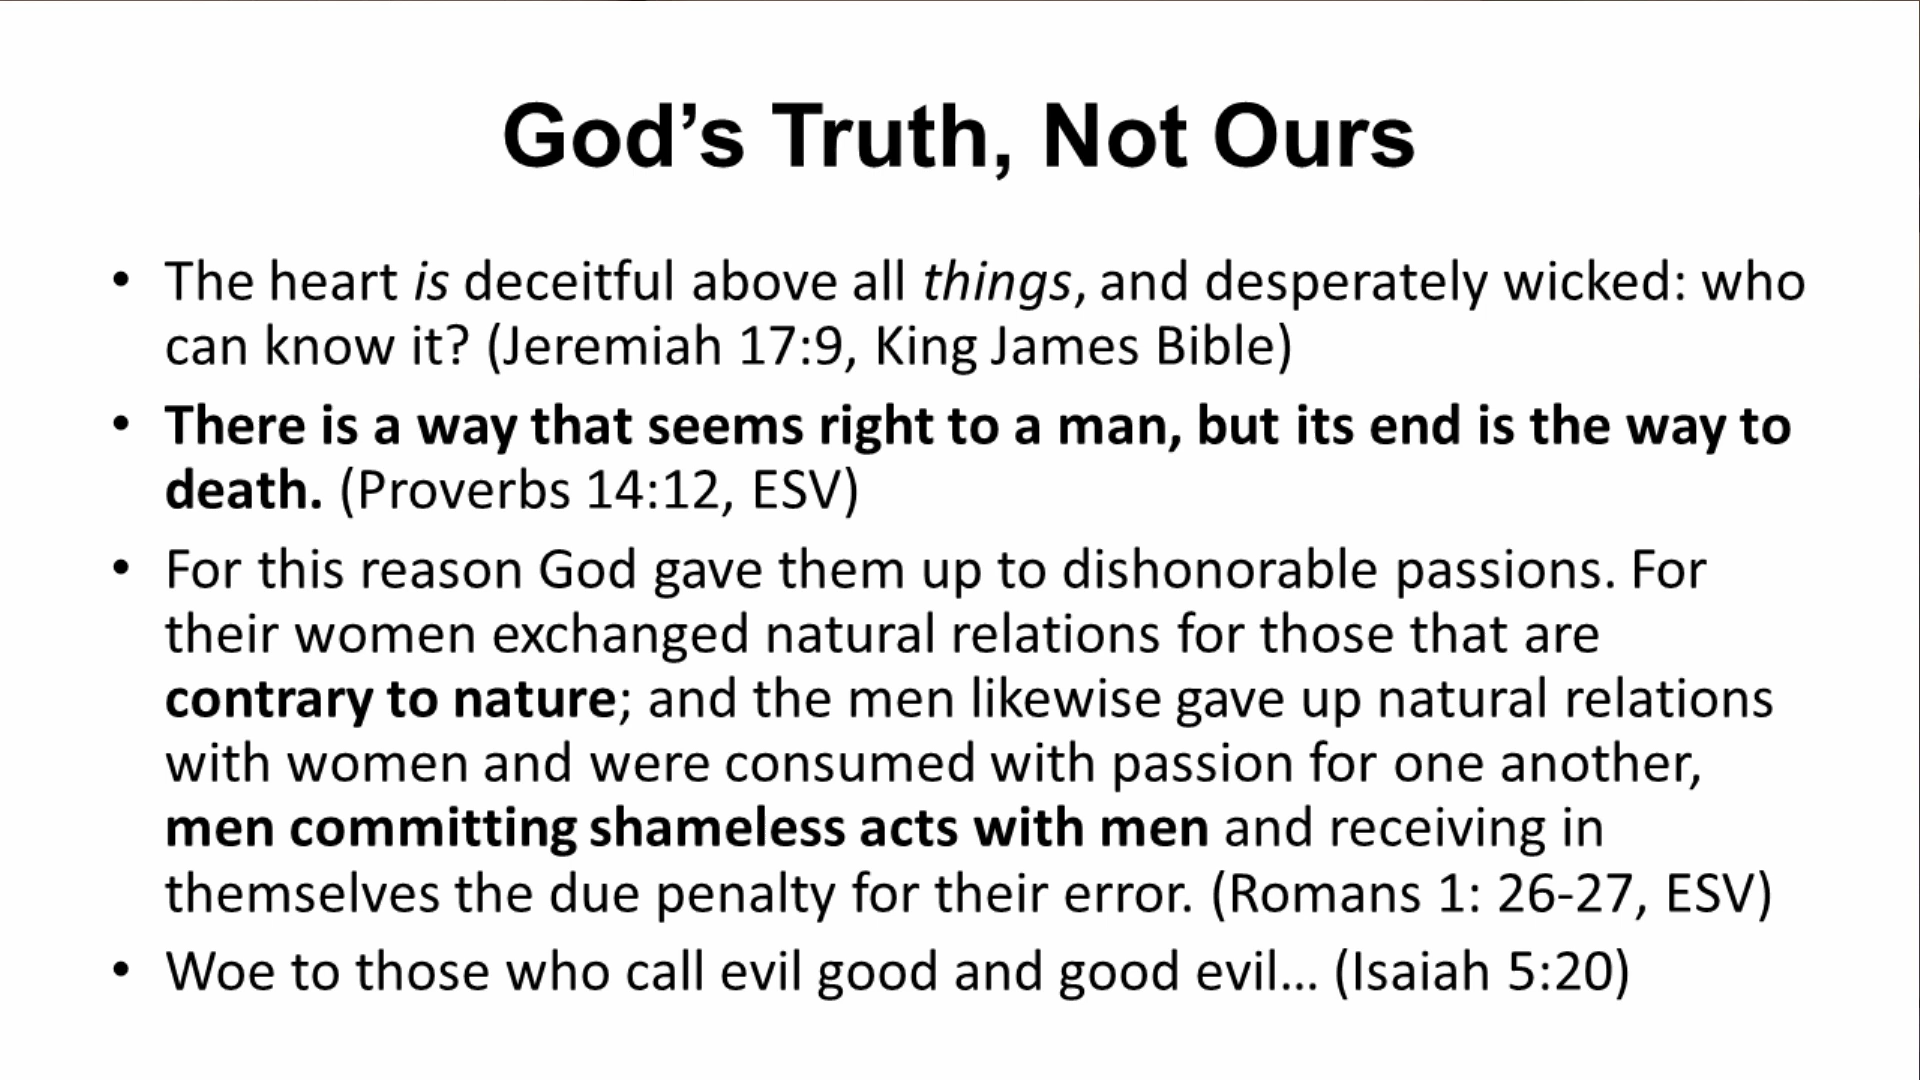 God’s Truth, Not Ours
• The heart is deceitful above all things, and desperately wicked: who
can know it? (Jeremiah 17:9, King James Bible)
• There is a way that seems right to a man, but its end is the way to
death. (Proverbs 14:12, ESV)
• For this reason God gave them up to dishonorable passions. For
their women exchanged natural relations for those that are
contrary to nature; and the men likewise gave up natural relations
with women and were consumed with passion for one another,
men committing shameless acts with men and receiving in
themselves the due penalty for their error. (Romans 1: 26-27, ESV)
• Woe to those who call evil good and good evil… (Isaiah 5:20)